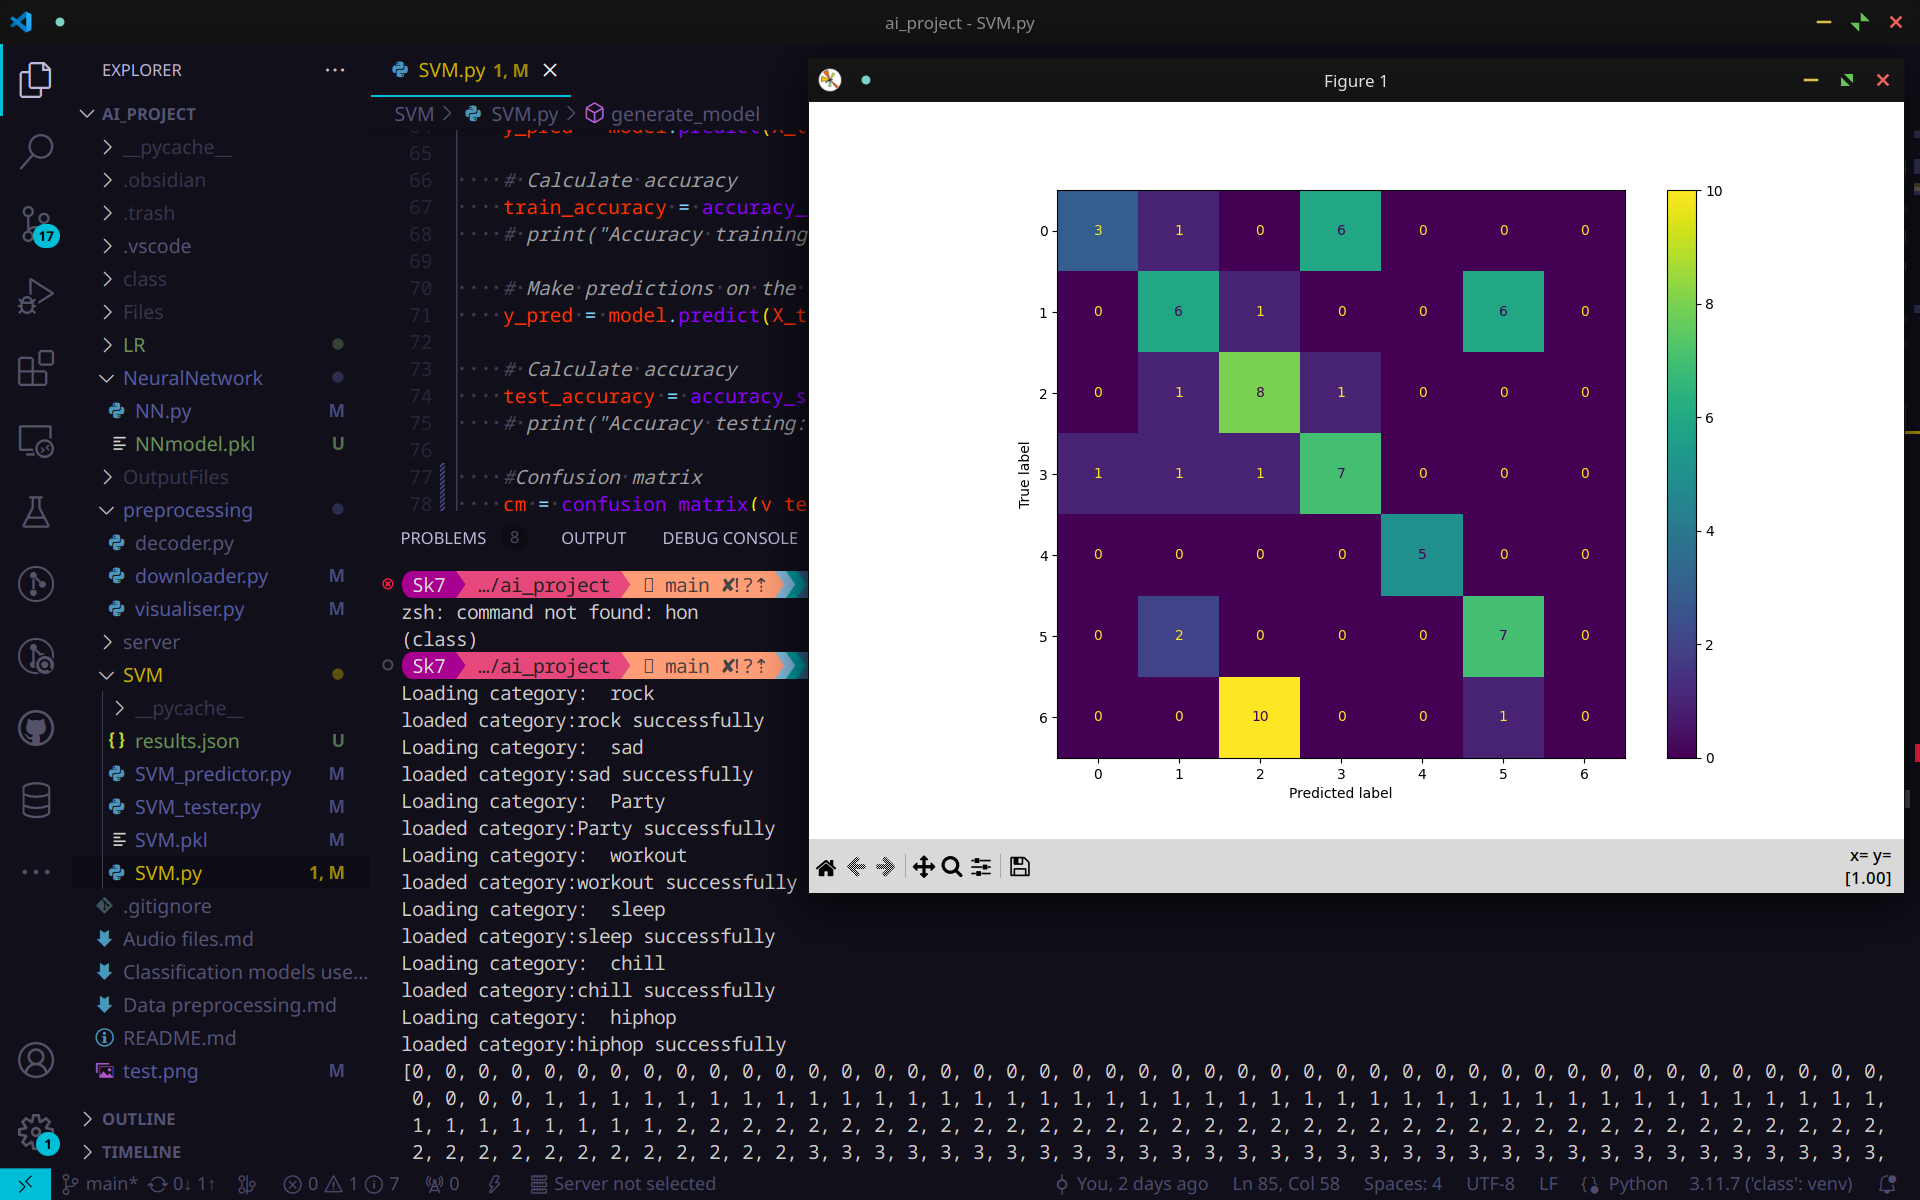 ai_project - SVM.py
EXPLORER
SVM.py 1, M
Figure 1
AI_PROJECT
SVM > SVM.py > generate_model
__pycache__
.obsidian
.trash
.vscode
class
Files
LR
NeuralNetwork
NN.py M
NNmodel.pkl U
OutputFiles
preprocessing
decoder.py
downloader.py M
visualiser.py M
server
SVM
__pycache__
results.json U
SVM_predictor.py M
SVM_tester.py M
SVM.pkl M
SVM.py 1, M
.gitignore
Audio files.md
Classification models use...
Data preprocessing.md
README.md
test.png M
OUTLINE
TIMELINE
17
1
65
66 # Calculate accuracy
67 train_accuracy = accuracy_
68 # print("Accuracy training
69
70 # Make predictions on the
71 y_pred = model.predict(X_t
72
73 # Calculate accuracy
74 test_accuracy = accuracy_s
75 # print("Accuracy testing:
76
77 #Confusion matrix
78 cm = confusion_matrix(y_te
PROBLEMS 8 OUTPUT DEBUG CONSOLE
Sk7 …/ai_project main ✘!?⇡
zsh: command not found: hon
(class)
Sk7 …/ai_project main ✘!?⇡
Loading category:  rock
loaded category:rock successfully
Loading category:  sad
loaded category:sad successfully
Loading category:  Party
loaded category:Party successfully
Loading category:  workout
loaded category:workout successfully
Loading category:  sleep
loaded category:sleep successfully
Loading category:  chill
loaded category:chill successfully
Loading category:  hiphop
loaded category:hiphop successfully
[0, 0, 0, 0, 0, 0, 0, 0, 0, 0, 0, 0, 0, 0, 0, 0, 0, 0, 0, 0, 0, 0, 0, 0, 0, 0, 0, 0, 0, 0, 0, 0, 0, 0, 0, 0, 0, 0, 0, 0, 0, 0, 0, 0, 0,
0, 0, 0, 0, 1, 1, 1, 1, 1, 1, 1, 1, 1, 1, 1, 1, 1, 1, 1, 1, 1, 1, 1, 1, 1, 1, 1, 1, 1, 1, 1, 1, 1, 1, 1, 1, 1, 1, 1, 1, 1, 1, 1, 1, 1,
1, 1, 1, 1, 1, 1, 1, 1, 2, 2, 2, 2, 2, 2, 2, 2, 2, 2, 2, 2, 2, 2, 2, 2, 2, 2, 2, 2, 2, 2, 2, 2, 2, 2, 2, 2, 2, 2, 2, 2, 2, 2, 2, 2, 2,
2, 2, 2, 2, 2, 2, 2, 2, 2, 2, 2, 2, 3, 3, 3, 3, 3, 3, 3, 3, 3, 3, 3, 3, 3, 3, 3, 3, 3, 3, 3, 3, 3, 3, 3, 3, 3, 3, 3, 3, 3, 3, 3, 3, 3,
0 3 1 0 6 0 0 0
1 0 6 1 0 0 6 0
2 0 1 8 1 0 0 0
3 1 1 1 7 0 0 0
4 0 0 0 0 5 0 0
5 0 2 0 0 0 7 0
6 0 0 10 0 0 1 0
0 1 2 3 4 5 6
True label
Predicted label
10
8
6
4
2
0
x= y=
[1.00]
main* 0↓ 1↑ 0 1 7 0 Server not selected You, 2 days ago Ln 85, Col 58 Spaces: 4 UTF-8 LF Python 3.11.7 ('class': venv)